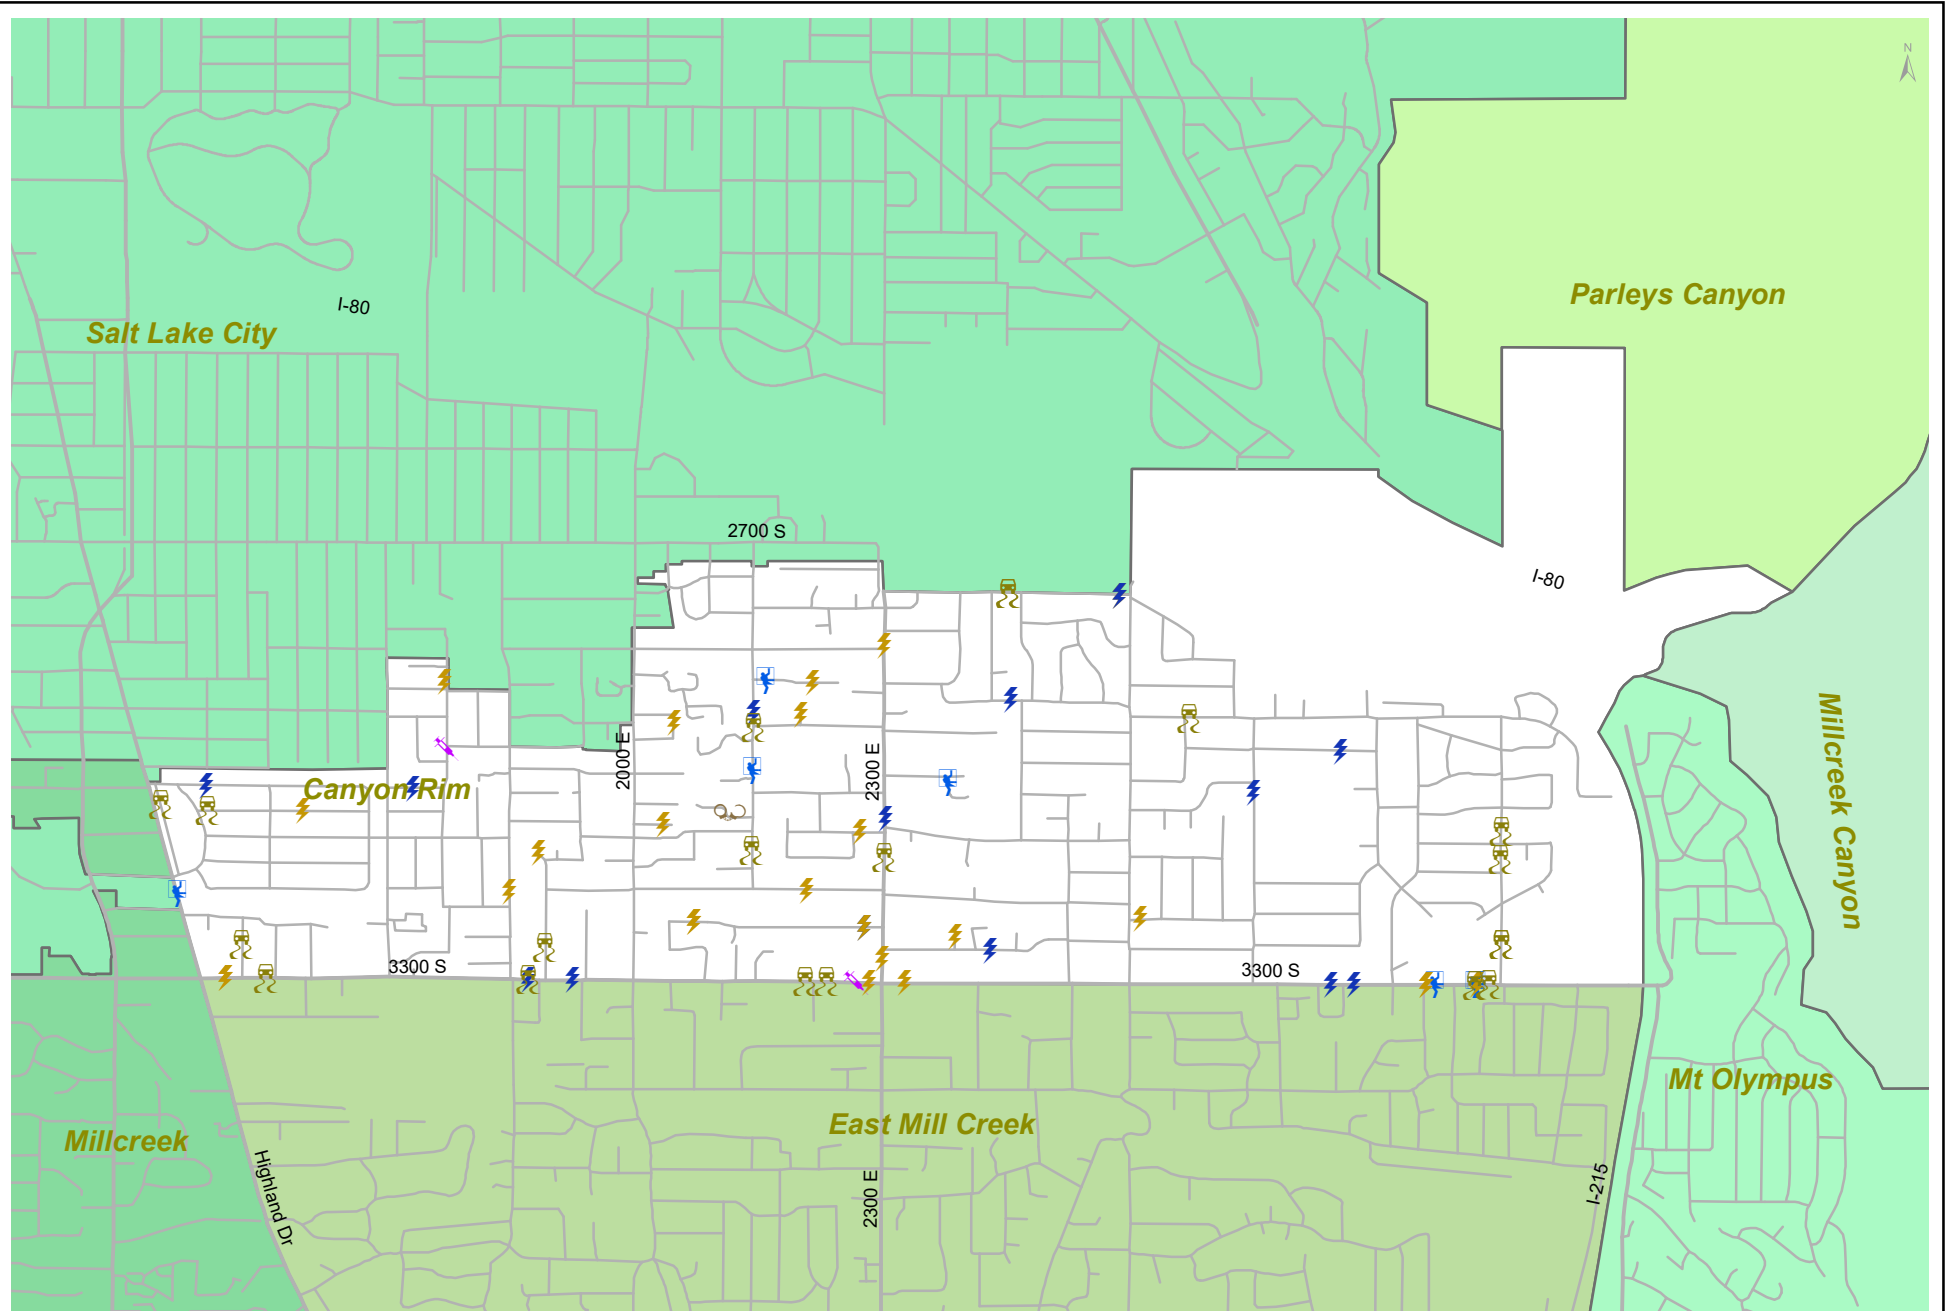 N
Parleys Canyon
I-80
Salt Lake City
2700 S
I-80
Millcreek Canyon
2000 E
2300 E
Canyon Rim
3300 S
3300 S
Mt Olympus
East Mill Creek
Millcreek
Highland Dr
2300 E
I-215